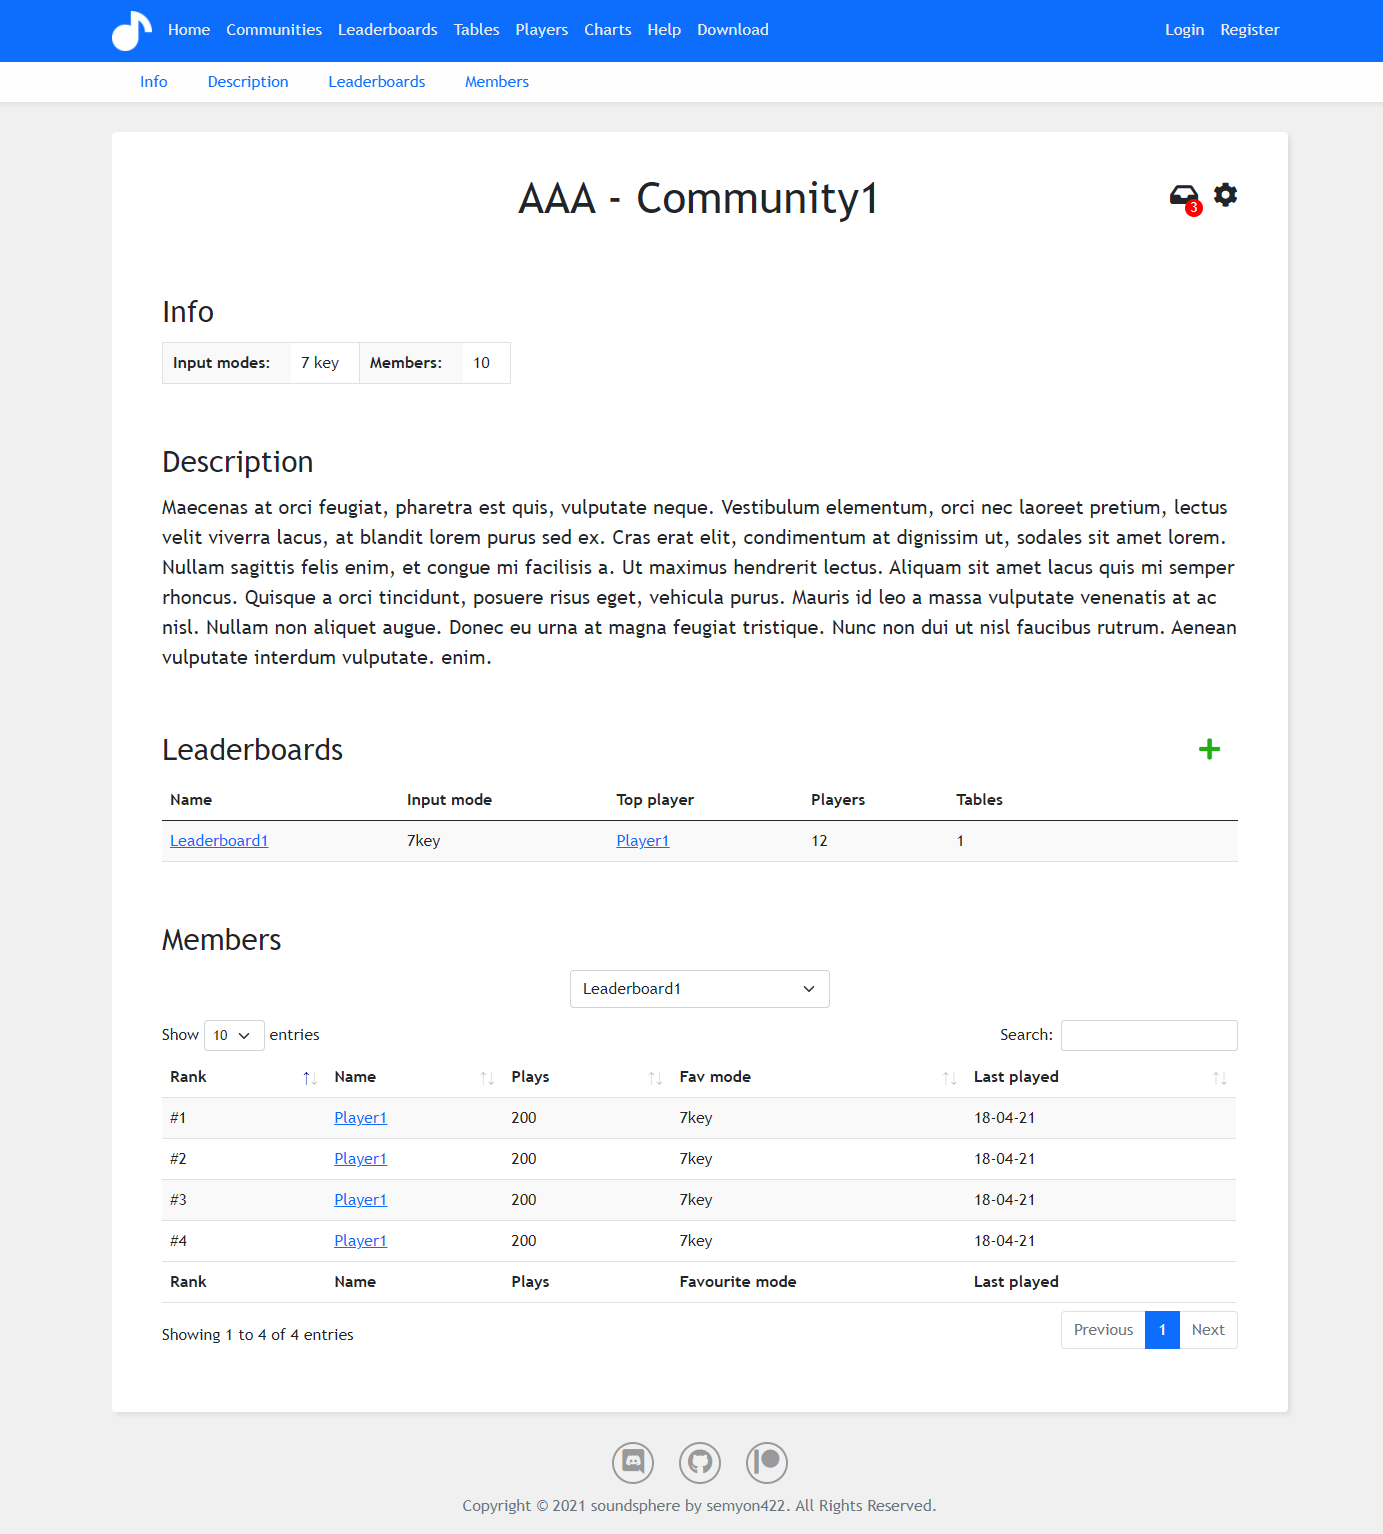 Home Communities Leaderboards Tables Players Charts Help Download Login Register
Info Description Leaderboards Members
AAA - Community1
3
Info
Input modes: 7 key Members: 10
Description
Maecenas at orci feugiat, pharetra est quis, vulputate neque. Vestibulum elementum, orci nec laoreet pretium, lectus
velit viverra lacus, at blandit lorem purus sed ex. Cras erat elit, condimentum at dignissim ut, sodales sit amet lorem.
Nullam sagittis felis enim, et congue mi facilisis a. Ut maximus hendrerit lectus. Aliquam sit amet lacus quis mi semper
rhoncus. Quisque a orci tincidunt, posuere risus eget, vehicula purus. Mauris id leo a massa vulputate venenatis at ac
nisl. Nullam non aliquet augue. Donec eu urna at magna feugiat tristique. Nunc non dui ut nisl faucibus rutrum. Aenean
vulputate interdum vulputate. enim.
Leaderboards
Name Input mode Top player Players Tables
Leaderboard1 7key Player1 12 1
Members
Leaderboard1
Show 10 entries Search:
Rank Name Plays Fav mode Last played
#1 Player1 200 7key 18-04-21
#2 Player1 200 7key 18-04-21
#3 Player1 200 7key 18-04-21
#4 Player1 200 7key 18-04-21
Rank Name Plays Favourite mode Last played
Showing 1 to 4 of 4 entries Previous 1 Next
Copyright © 2021 soundsphere by semyon422. All Rights Reserved.